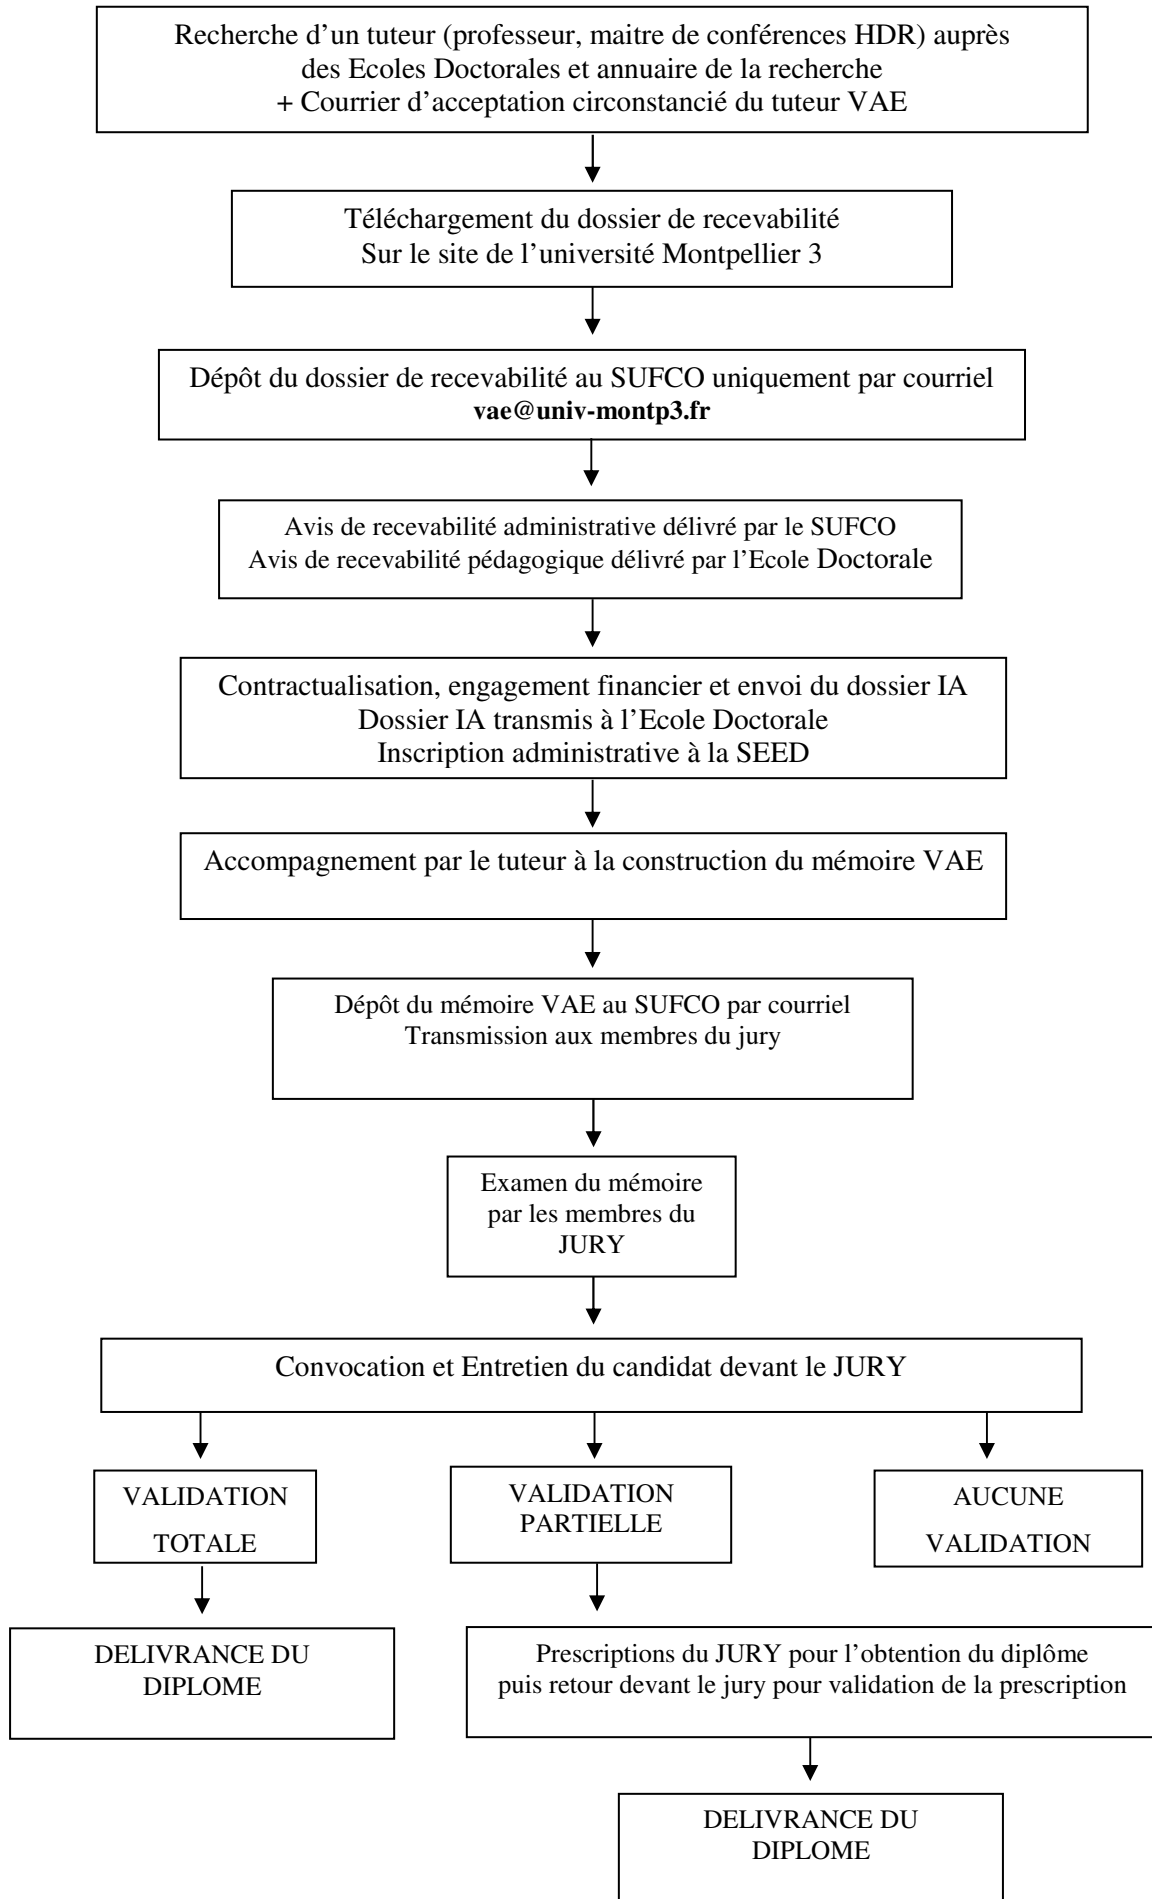 Recherche d’un tuteur (professeur, maitre de conférences HDR) auprès
des Ecoles Doctorales et annuaire de la recherche
+ Courrier d’acceptation circonstancié du tuteur VAE
Téléchargement du dossier de recevabilité
Sur le site de l’université Montpellier 3
Dépôt du dossier de recevabilité au SUFCO uniquement par courriel
vae@univ-montp3.fr
Avis de recevabilité administrative délivré par le SUFCO
Avis de recevabilité pédagogique délivré par l’Ecole Doctorale
Contractualisation, engagement financier et envoi du dossier IA
Dossier IA transmis à l’Ecole Doctorale
Inscription administrative à la SEED
Accompagnement par le tuteur à la construction du mémoire VAE
Dépôt du mémoire VAE au SUFCO par courriel
Transmission aux membres du jury
Examen du mémoire
par les membres du
JURY
Convocation et Entretien du candidat devant le JURY
VALIDATION
TOTALE
VALIDATION
PARTIELLE
AUCUNE
VALIDATION
DELIVRANCE DU
DIPLOME
Prescriptions du JURY pour l’obtention du diplôme
puis retour devant le jury pour validation de la prescription
DELIVRANCE DU
DIPLOME